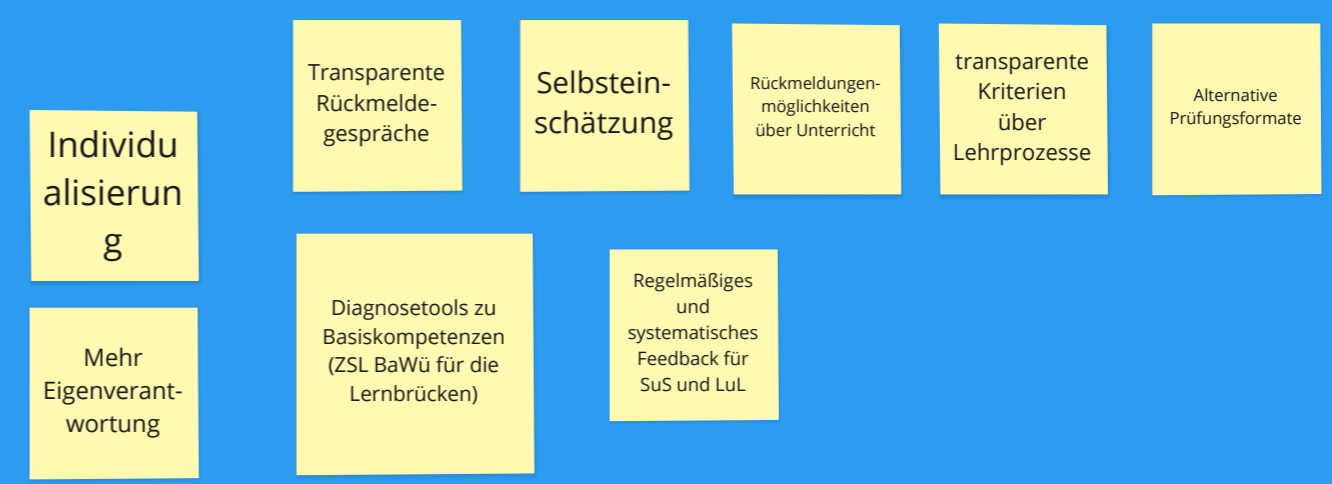 Individu
alisierun
g
Mehr
Eigenverant-
wortung
Transparente
Rückmelde-
gespräche
Selbstein-
schätzung
Rückmeldungen-
möglichkeiten
über Unterricht
transparente
Kriterien
über
Lehrprozesse
Alternative
Prüfungsformate
Diagnosetools zu
Basiskompetenzen
(ZSL BaWü für die
Lernbrücken)
Regelmäßiges
und
systematisches
Feedback für
SuS und LuL